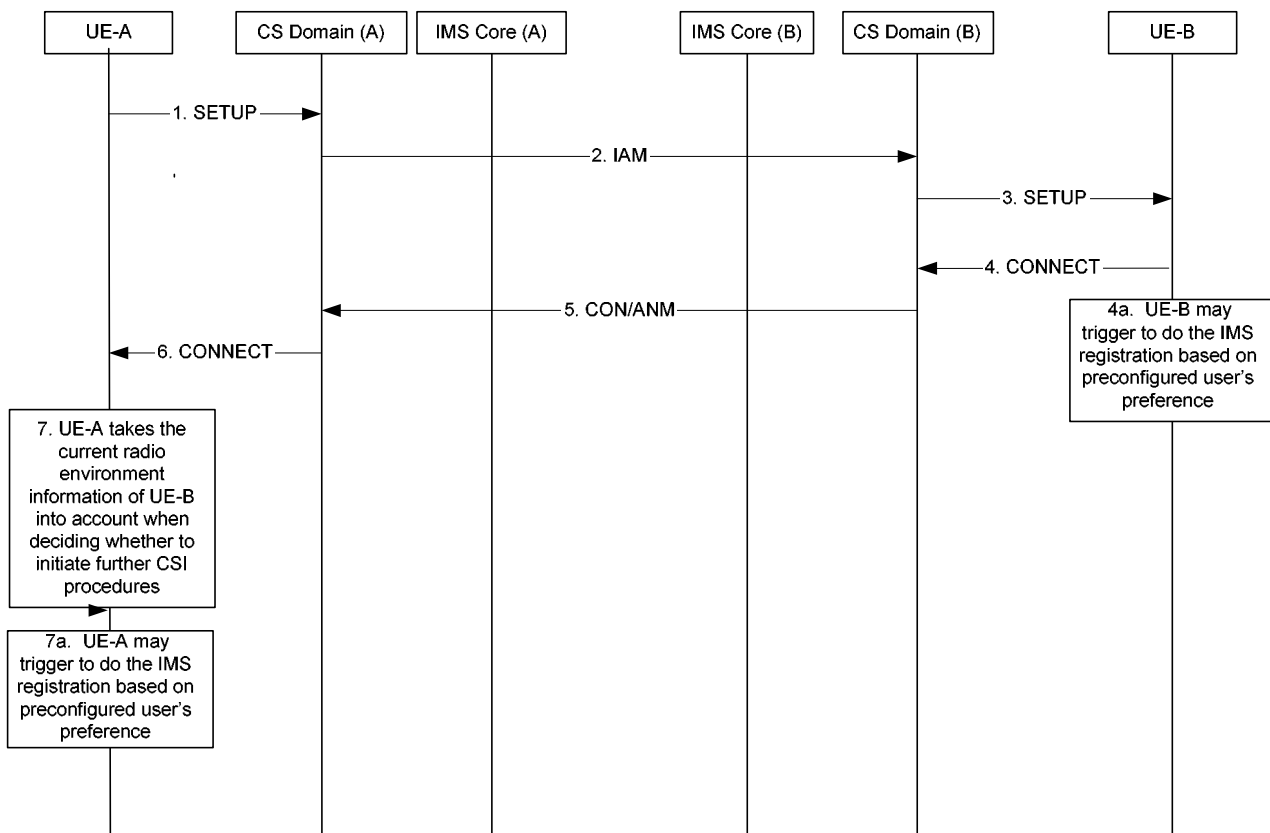 UE-A
CS Domain (A)
IMS Core (A)
IMS Core (B)
CS Domain (B)
UE-B
1. SETUP
2. IAM
3. SETUP
4. CONNECT
5. CON/ANM
4a. UE-B may
trigger to do the IMS
registration based on
preconfigured user's
preference
6. CONNECT
7. UE-A takes the
current radio
environment
information of UE-B
into account when
deciding whether to
initiate further CSI
procedures
7a. UE-A may
trigger to do the IMS
registration based on
preconfigured user's
preference